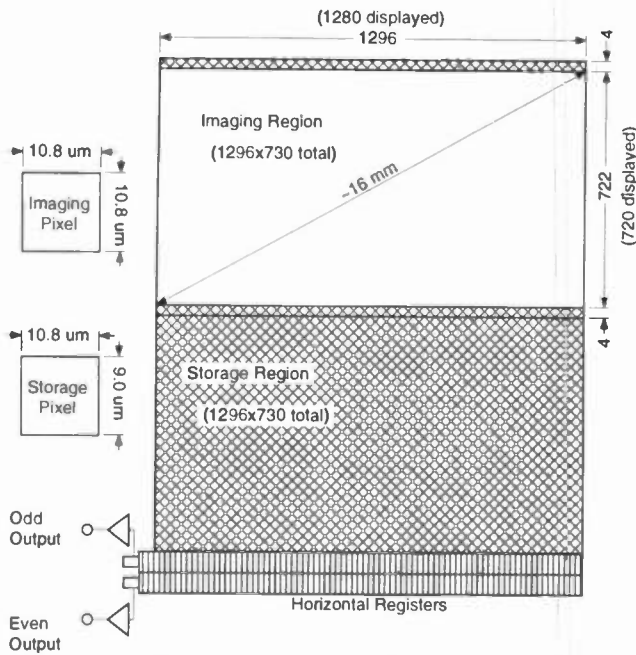 (1280 displayed)
1296
4
Imaging Region
(1296x730 total)
10.8 um
Imaging
Pixel
10.8 um
~16 mm
722
(720 displayed)
10.8 um
Storage
Pixel
9.0 um
4
Storage Region
(1296x730 total)
Odd
Output
Even
Output
Horizontal Registers